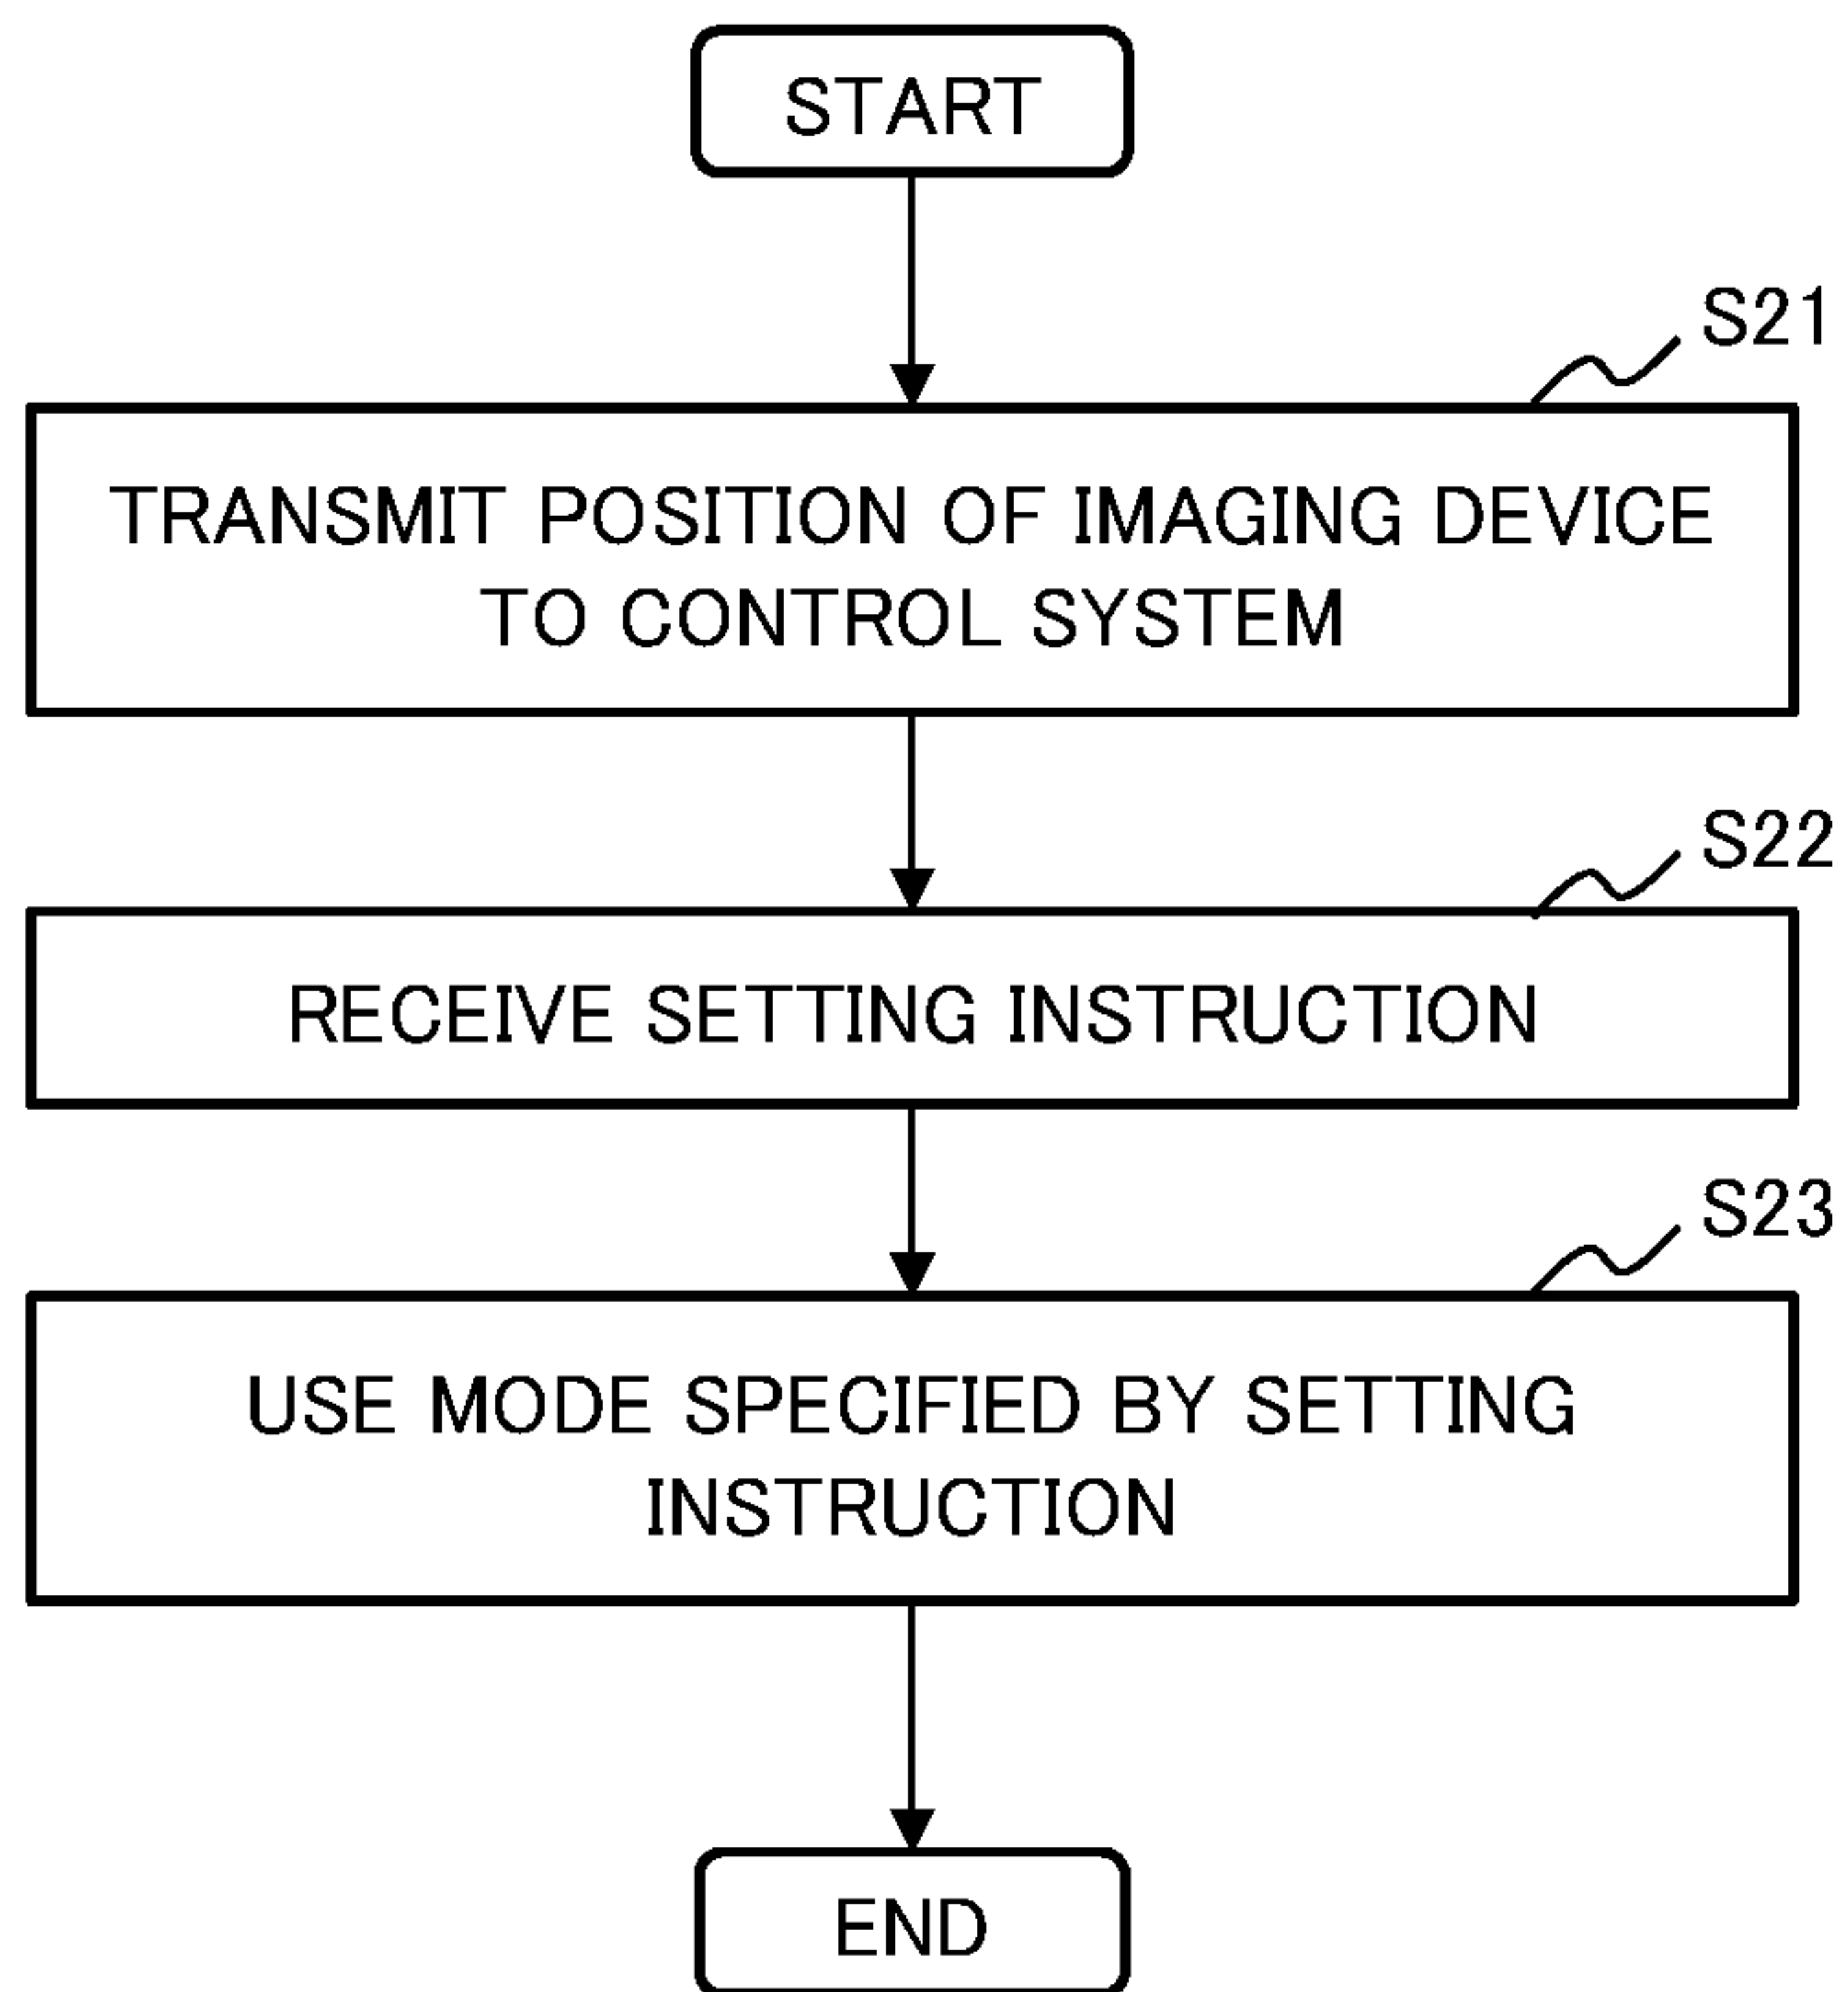 START
S21
TRANSMIT POSITION OF IMAGING DEVICE
TO CONTROL SYSTEM
S22
RECEIVE SETTING INSTRUCTION
S23
USE MODE SPECIFIED BY SETTING
INSTRUCTION
END